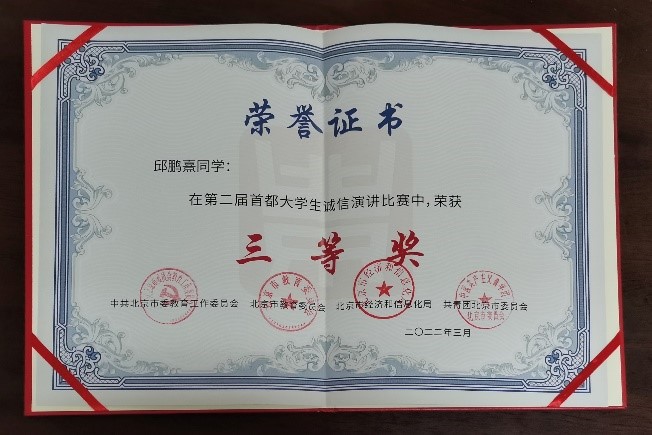 荣誉证书
邱鹏熹同学：
在第二届首都大学生诚信演讲比赛中，荣获
三等奖
中共北京市委教育工作委员会 北京市教育委员会 北京市经济和信息化局 共青团北京市委员会
二〇二二年三月